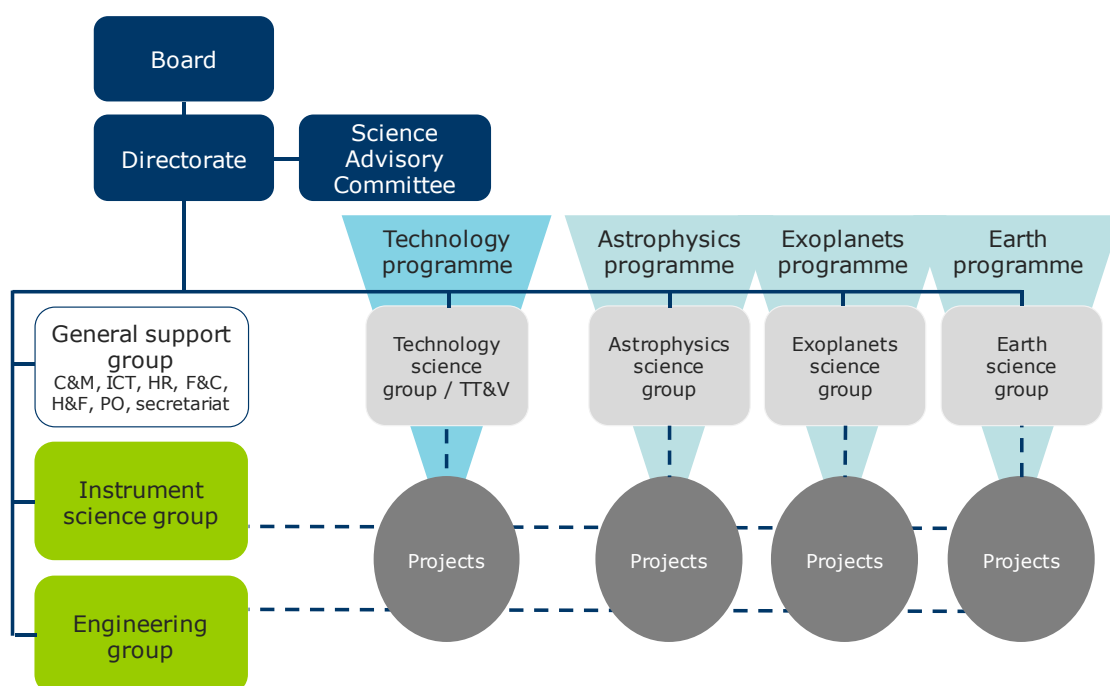 Board
Directorate
Science
Advisory
Committee
Technology
programme
Astrophysics
programme
Exoplanets
programme
Earth
programme
General support
group
C&M, ICT, HR, F&C,
H&F, PO, secretariat
Technology
science
group / TT&V
Astrophysics
science
group
Exoplanets
science
group
Earth
science
group
Instrument
science group
Projects
Projects
Projects
Projects
Engineering
group